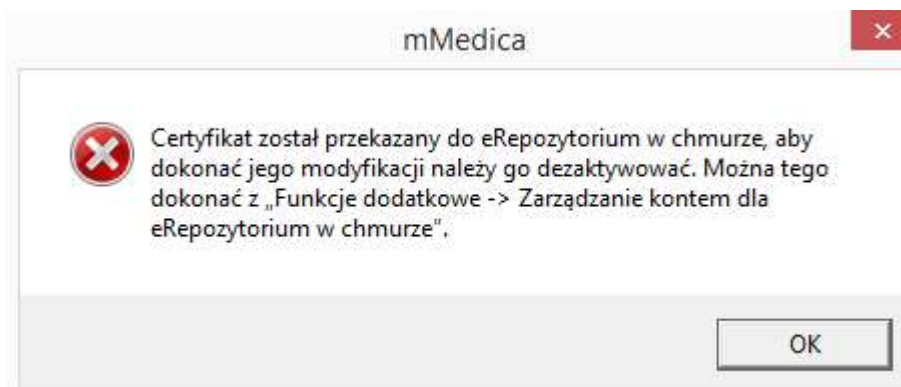 mMedica
Certyfikat został przekazany do eRepozytorium w chmurze, aby
dokonać jego modyfikacji należy go dezaktywować. Można tego
dokonać z „Funkcje dodatkowe -> Zarządzanie kontem dla
eRepozytorium w chmurze”.
OK